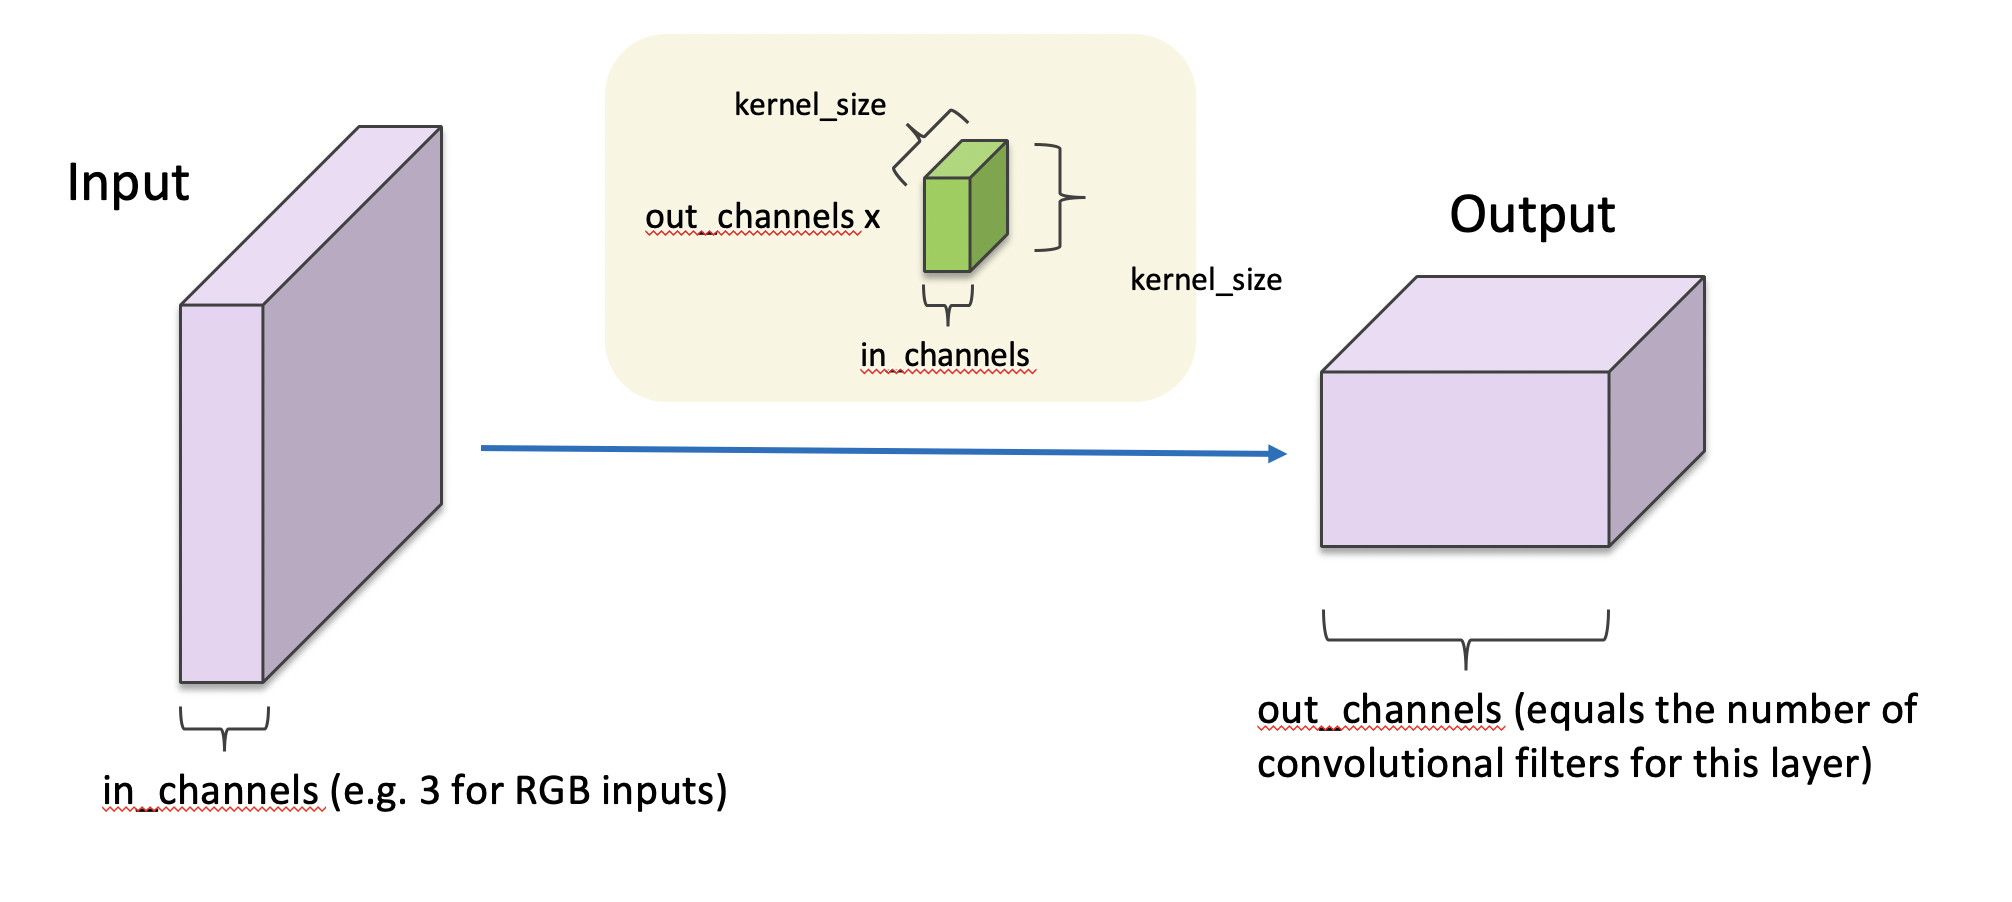 Input
kernel_size
out_channels x
kernel_size
in_channels
Output
in_channels (e.g. 3 for RGB inputs)
out_channels (equals the number of
convolutional filters for this layer)